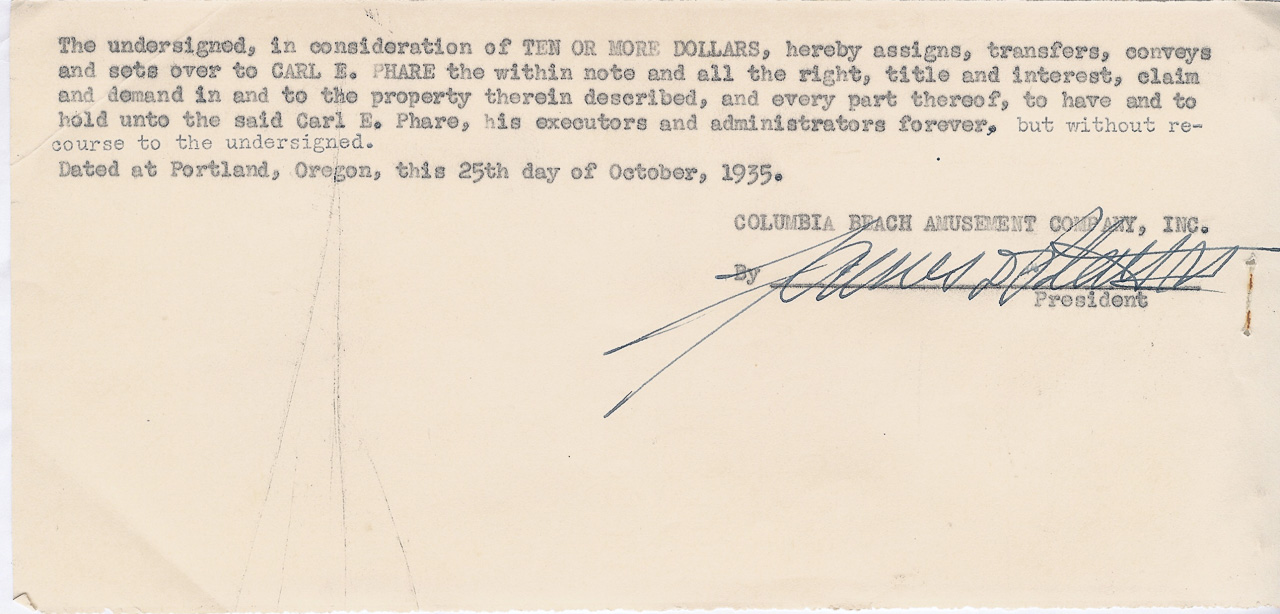 The undersigned, in consideration of TEN OR MORE DOLLARS, hereby assigns, transfers, conveys
and sets over to CARL E. PHARE the within note and all the right, title and interest, claim
and demand in and to the property therein described, and every part thereof, to have and to
hold unto the said Carl E. Phare, his executors and administrators forever, but without re-
course to the undersigned.
Dated at Portland, Oregon, this 25th day of October, 1935.
COLUMBIA BEACH AMUSEMENT COMPANY, INC.
By James
President